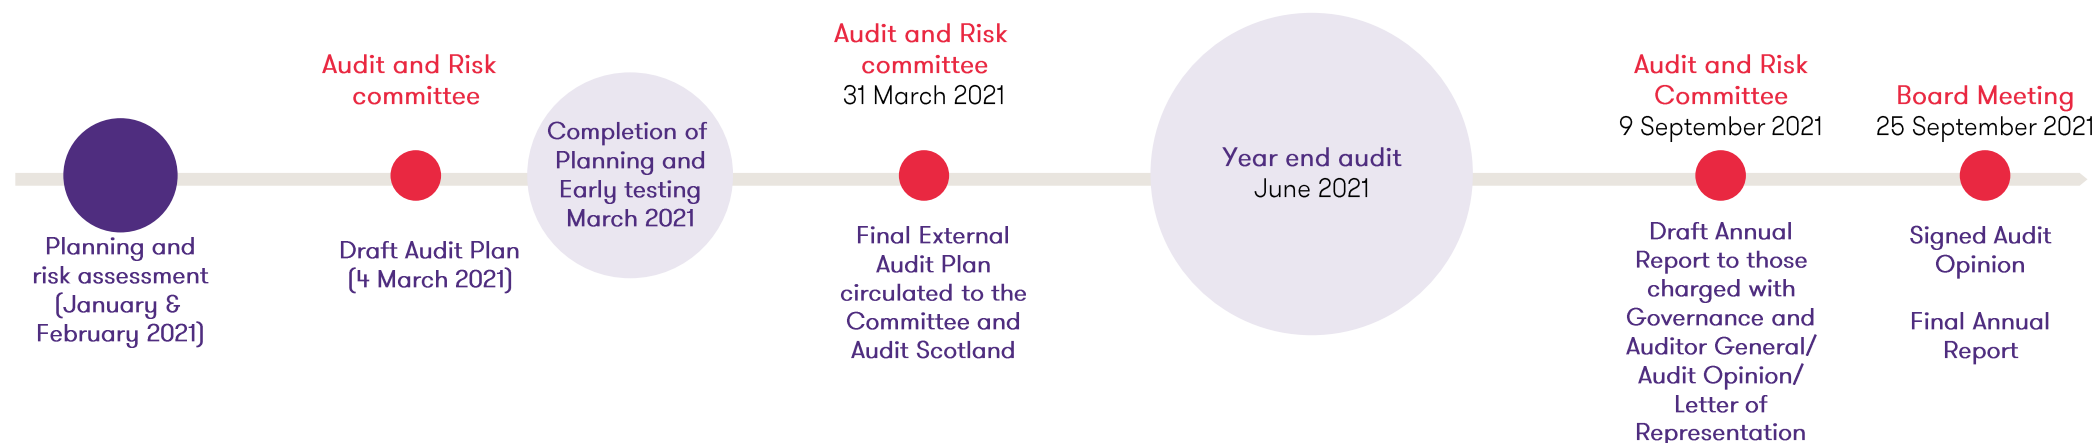 Planning and
risk assessment
(January &
February 2021)
Audit and Risk
committee
Draft Audit Plan
(4 March 2021)
Completion of
Planning and
Early testing
March 2021
Audit and Risk
committee
31 March 2021
Final External
Audit Plan
circulated to the
Committee and
Audit Scotland
Year end audit
June 2021
Audit and Risk
Committee
9 September 2021
Draft Annual
Report to those
charged with
Governance and
Auditor General/
Audit Opinion/
Letter of
Representation
Board Meeting
25 September 2021
Signed Audit
Opinion
Final Annual
Report